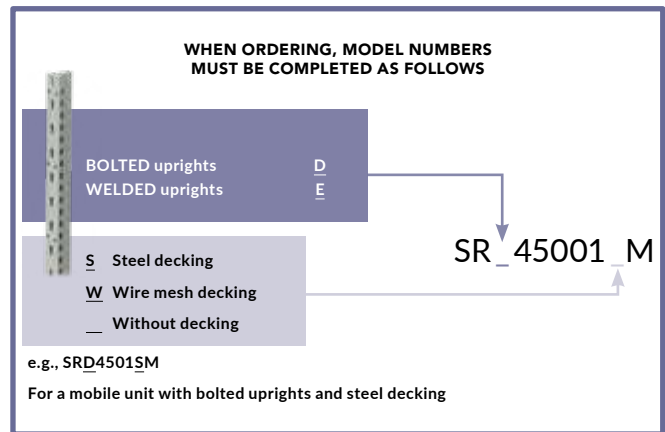 WHEN ORDERING, MODEL NUMBERS
MUST BE COMPLETED AS FOLLOWS
BOLTED uprights D
WELDED uprights E
SR_45001_M
S Steel decking
W Wire mesh decking
__ Without decking
e.g., SRD4501SM
For a mobile unit with bolted uprights and steel decking